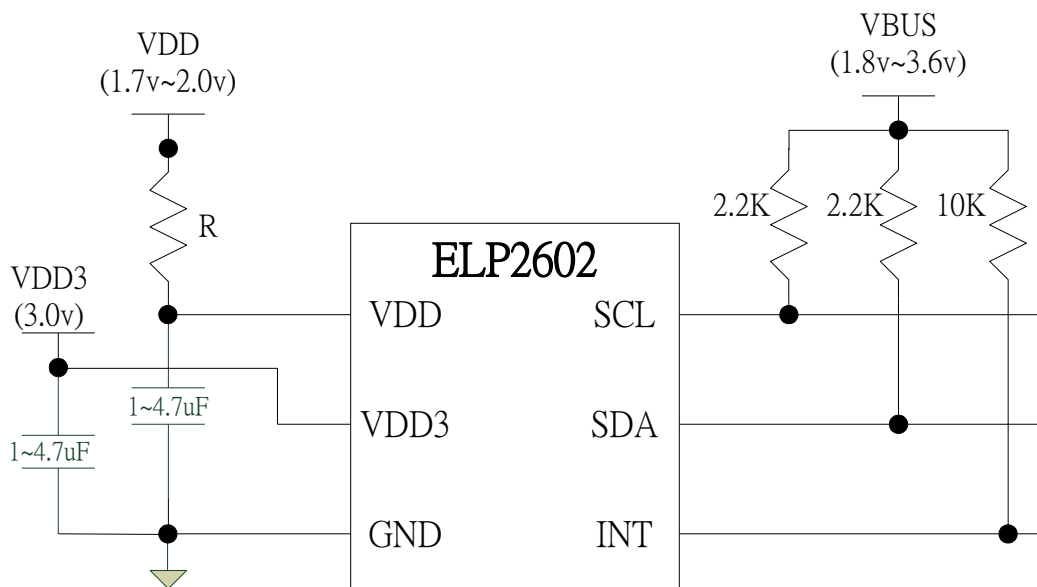 VDD
(1.7v~2.0v)
VBUS
(1.8v~3.6v)
R
2.2K
2.2K
10K
ELP2602
VDD3
(3.0v)
VDD
SCL
1~4.7uF
VDD3
SDA
1~4.7uF
GND
INT